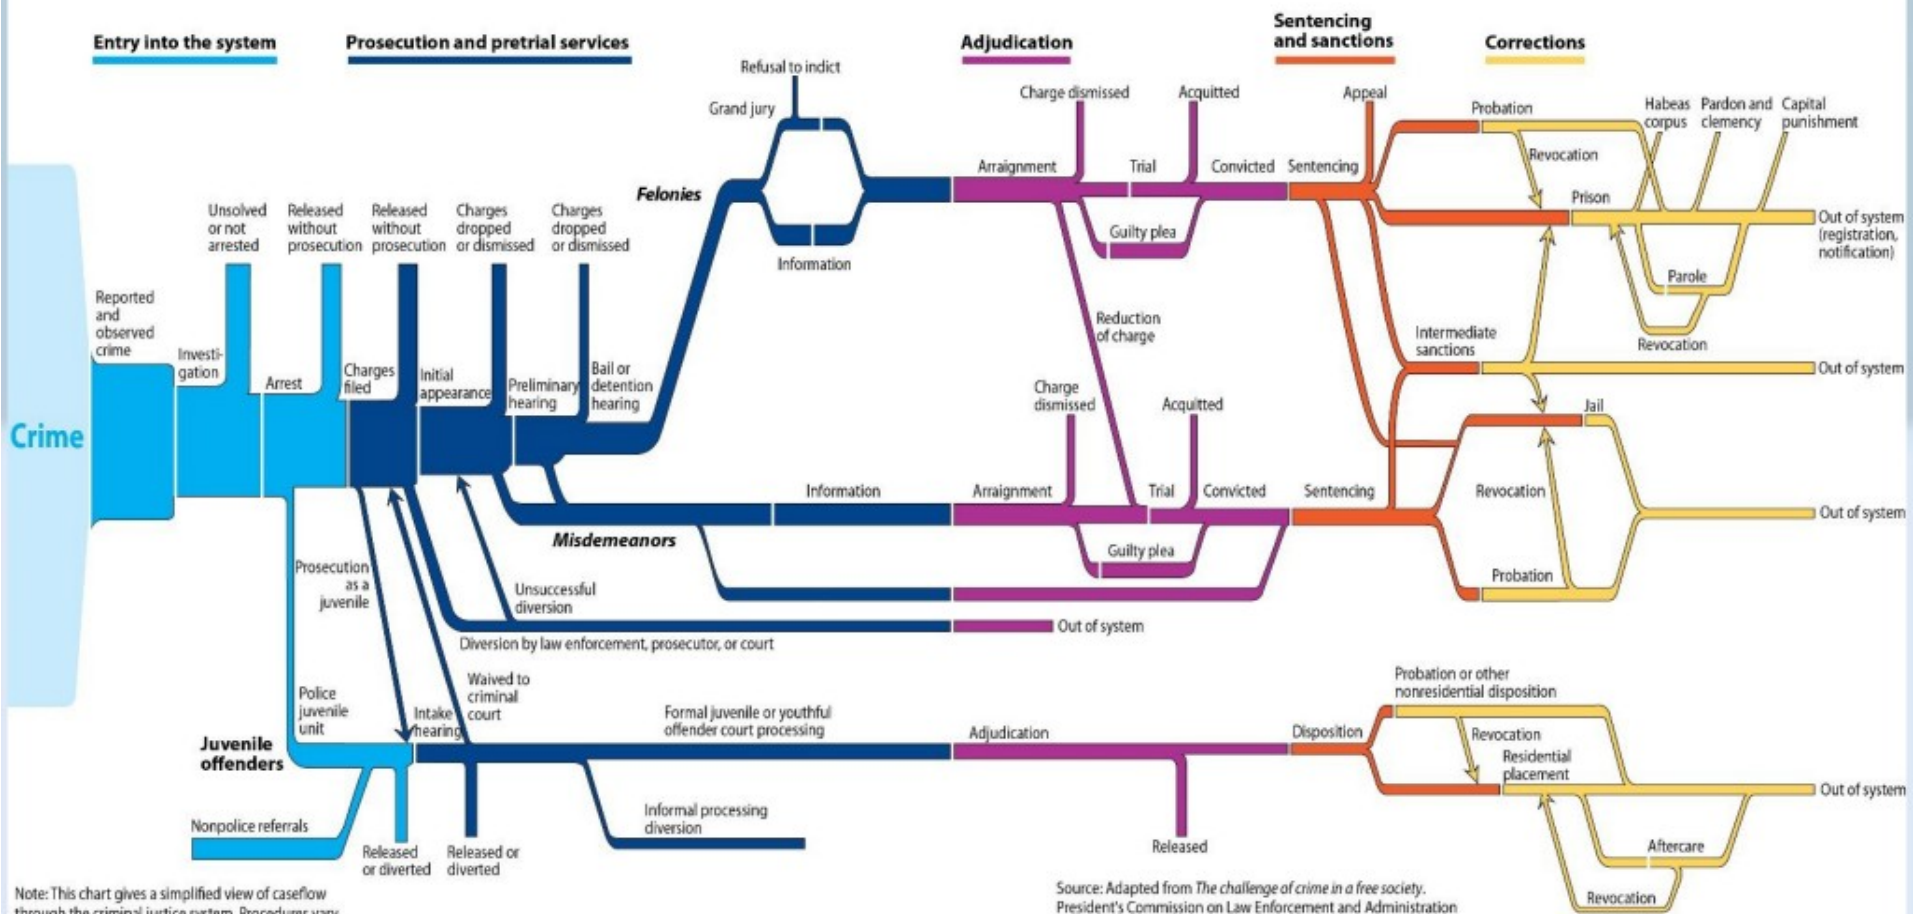 Entry into the system
Prosecution and pretrial services
Adjudication
Sentencing
and sanctions
Corrections
Refusal to indict
Grand jury
Felonies
Information
Charge dismissed
Acquitted
Arraignment
Trial
Convicted
Guilty plea
Reduction
of charge
Sentencing
Appeal
Probation
Revocation
Prison
Habeas
corpus
Pardon and
clemency
Capital
punishment
Out of system
(registration,
notification)
Parole
Revocation
Intermediate
sanctions
Out of system
Unsolved
or not
arrested
Released
without
prosecution
Released
without
prosecution
Charges
dropped
or dismissed
Charges
dropped
or dismissed
Crime
Reported
and
observed
crime
Investi-
gation
Arrest
Charges
filed
Initial
appearance
Preliminary
hearing
Bail or
detention
hearing
Misdemeanors
Information
Charge
dismissed
Acquitted
Arraignment
Trial
Convicted
Guilty plea
Sentencing
Jail
Revocation
Probation
Out of system
Unsuccessful
diversion
Diversion by law enforcement, prosecutor, or court
Out of system
Prosecution
as a
juvenile
Waived to
criminal
court
Police
juvenile
unit
Intake
hearing
Juvenile
offenders
Nonpolice referrals
Released
or diverted
Released or
diverted
Formal juvenile or youthful
offender court processing
Informal processing
diversion
Adjudication
Released
Disposition
Probation or other
nonresidential disposition
Revocation
Residential
placement
Out of system
Aftercare
Revocation
Note: This chart gives a simplified view of caseflow
through the criminal justice system. Procedures vary
Source: Adapted from The challenge of crime in a free society.
President's Commission on Law Enforcement and Administration